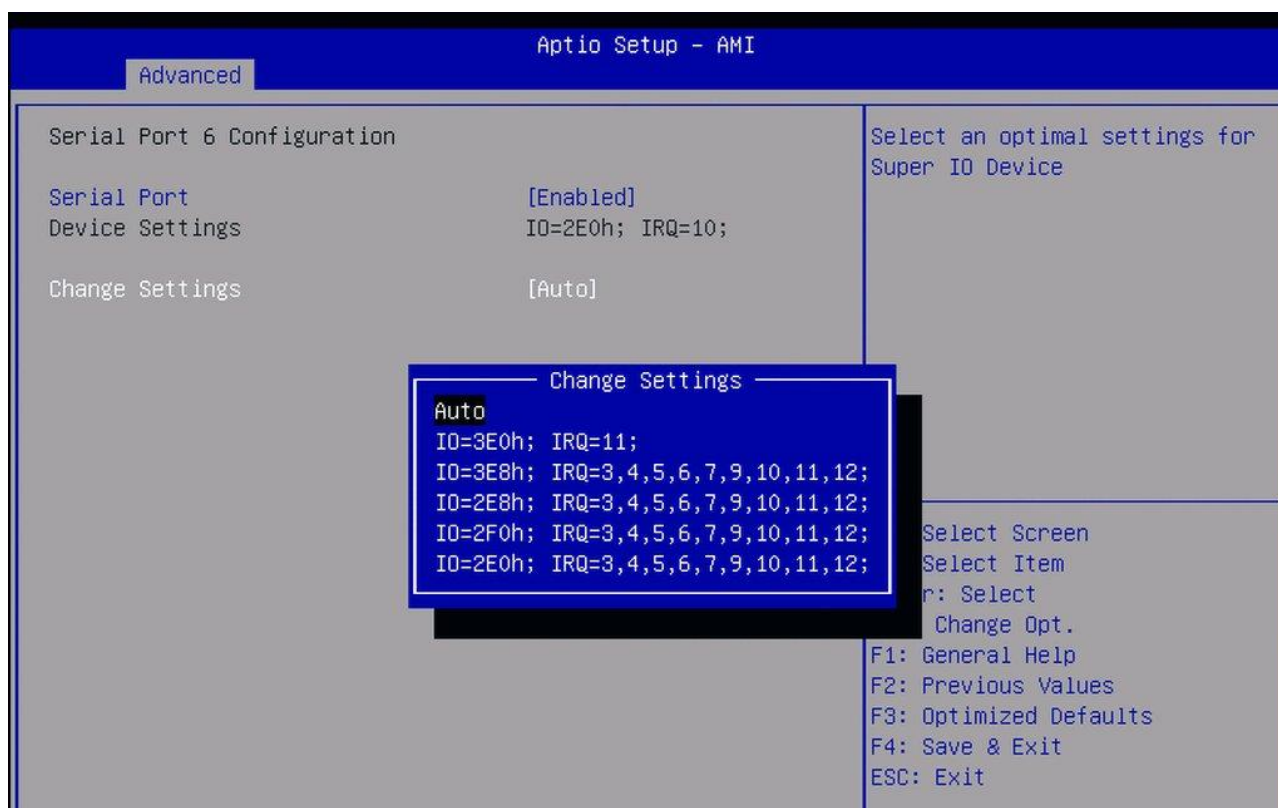 Aptio Setup – AMI
Advanced
Serial Port 6 Configuration
Serial Port [Enabled]
Device Settings IO=2E0h; IRQ=10;
Change Settings [Auto]
Select an optimal settings for
Super IO Device
Change Settings
Auto
IO=3E0h; IRQ=11;
IO=3E8h; IRQ=3,4,5,6,7,9,10,11,12;
IO=2E8h; IRQ=3,4,5,6,7,9,10,11,12;
IO=2F0h; IRQ=3,4,5,6,7,9,10,11,12;
IO=2E0h; IRQ=3,4,5,6,7,9,10,11,12;
Select Screen
Select Item
r: Select
Change Opt.
F1: General Help
F2: Previous Values
F3: Optimized Defaults
F4: Save & Exit
ESC: Exit